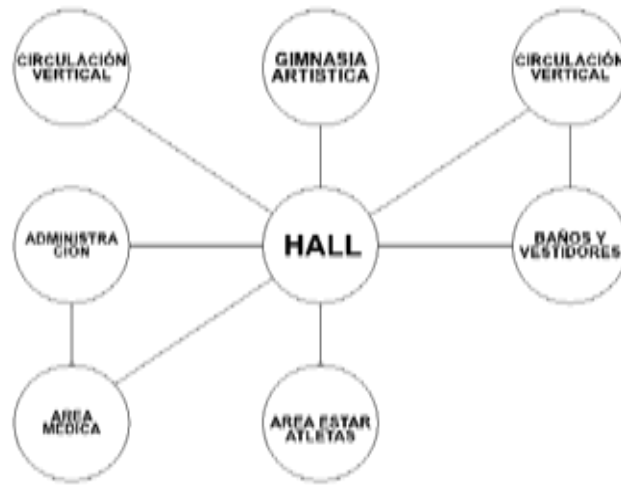 CIRCULACIÓN
VERTICAL
GIMNASIA
ARTISTICA
CIRCULACIÓN
VERTICAL
ADMINISTRA
CION
HALL
BAÑOS Y
VESTIDORES
AREA
MEDICA
AREA ESTAR
ATLETAS